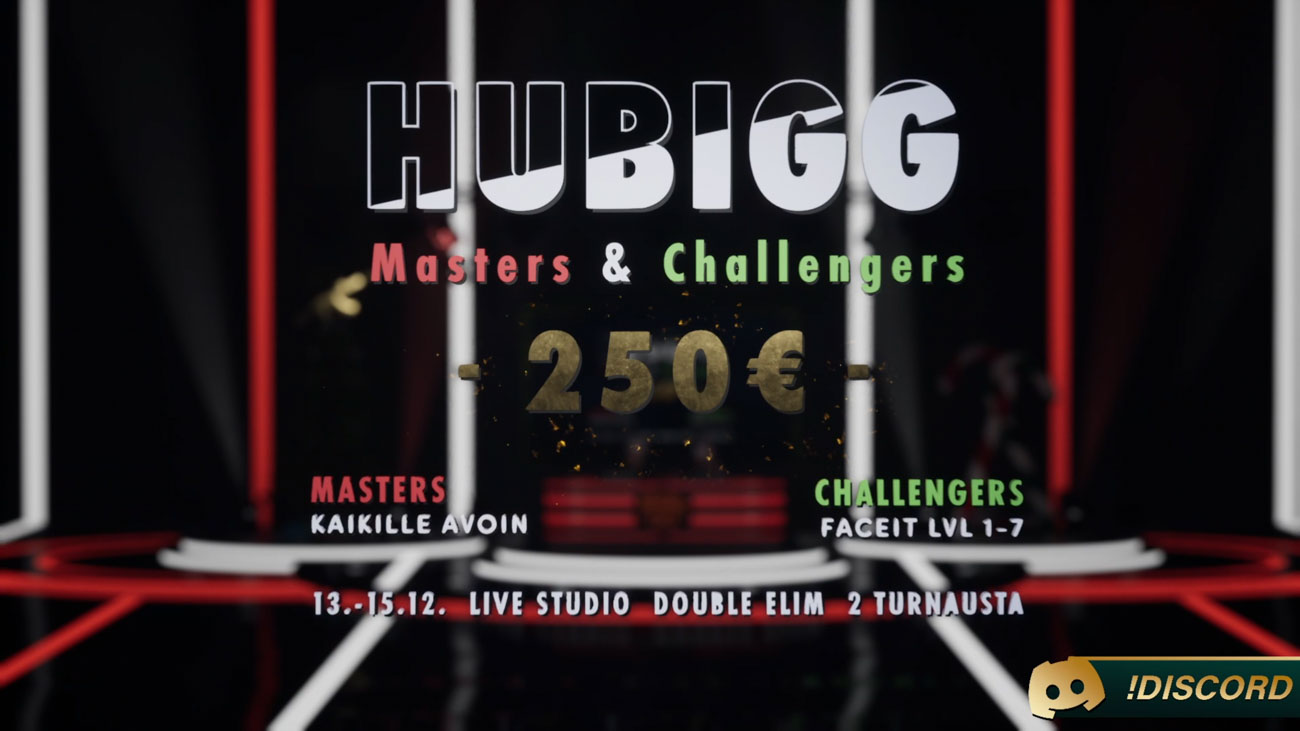 HUBIGG
Masters & Challengers
- 250€ -
MASTERS
KAIKILLE AVOIN
CHALLENGERS
FACEIT LVL 1-7
13.-15.12. LIVE STUDIO DOUBLE ELIM 2 TURNAUSTA
!DISCORD